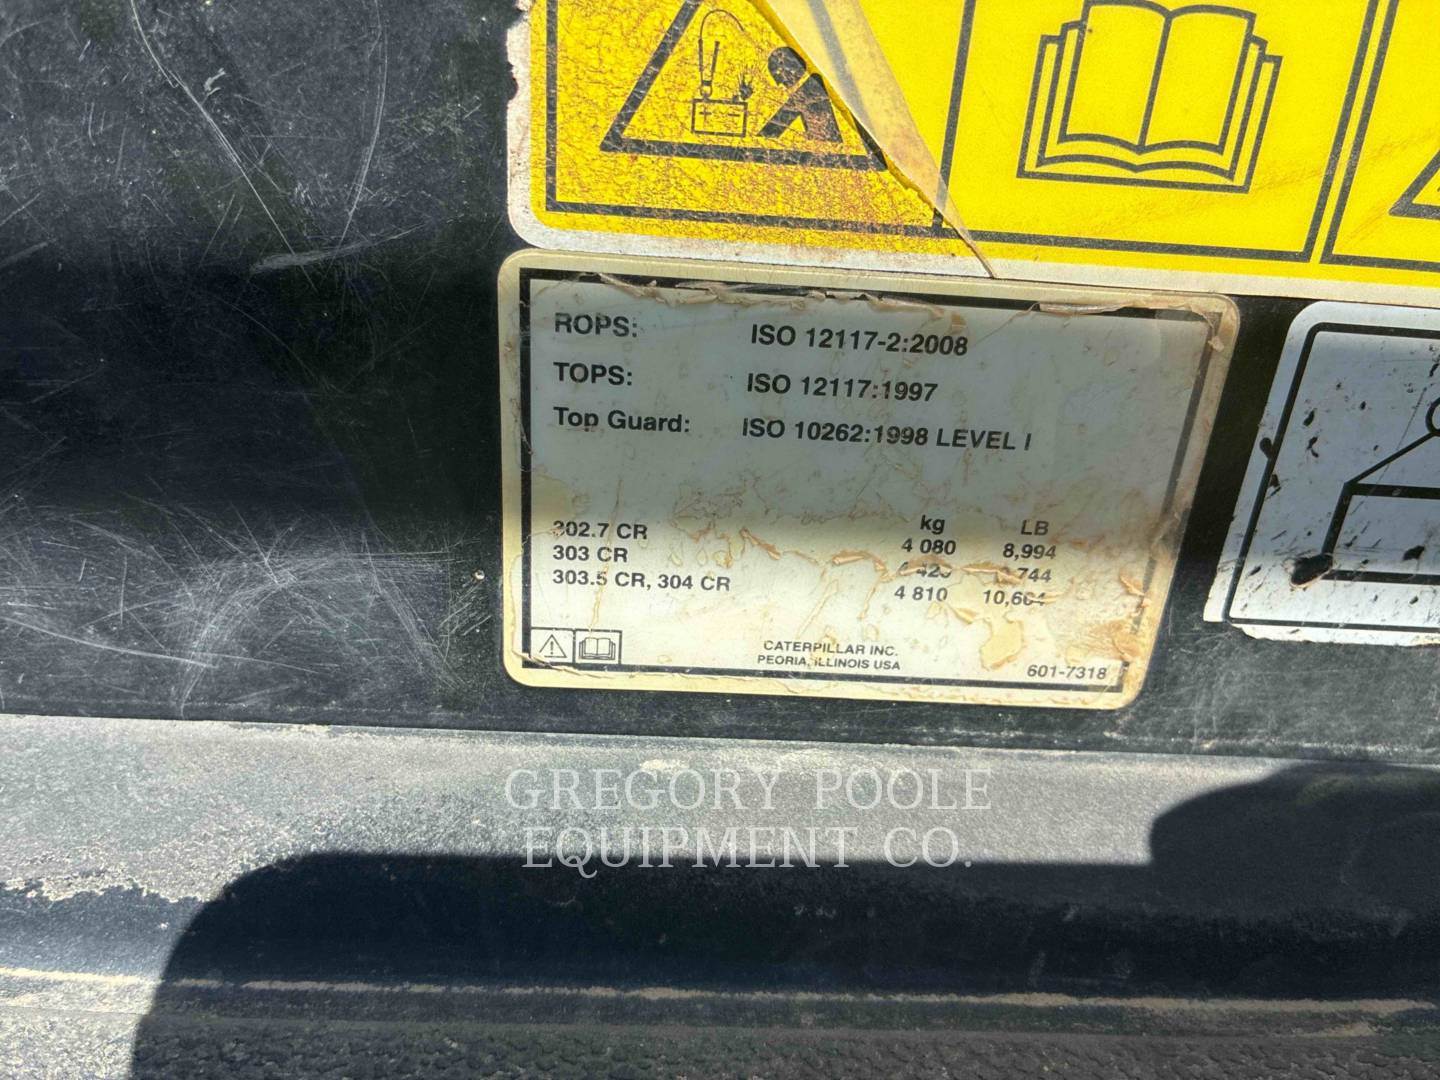 ROPS: ISO 12117-2:2008
TOPS: ISO 12117:1997
Top Guard: ISO 10262:1998 LEVEL I
kg LB
302.7 CR 4 080 8,994
303 CR
303.5 CR, 304 CR 4 810
CATERPILLAR INC.
PEORIA, ILLINOIS USA
601-7318
GREGORY POOLE
EQUIPMENT CO.